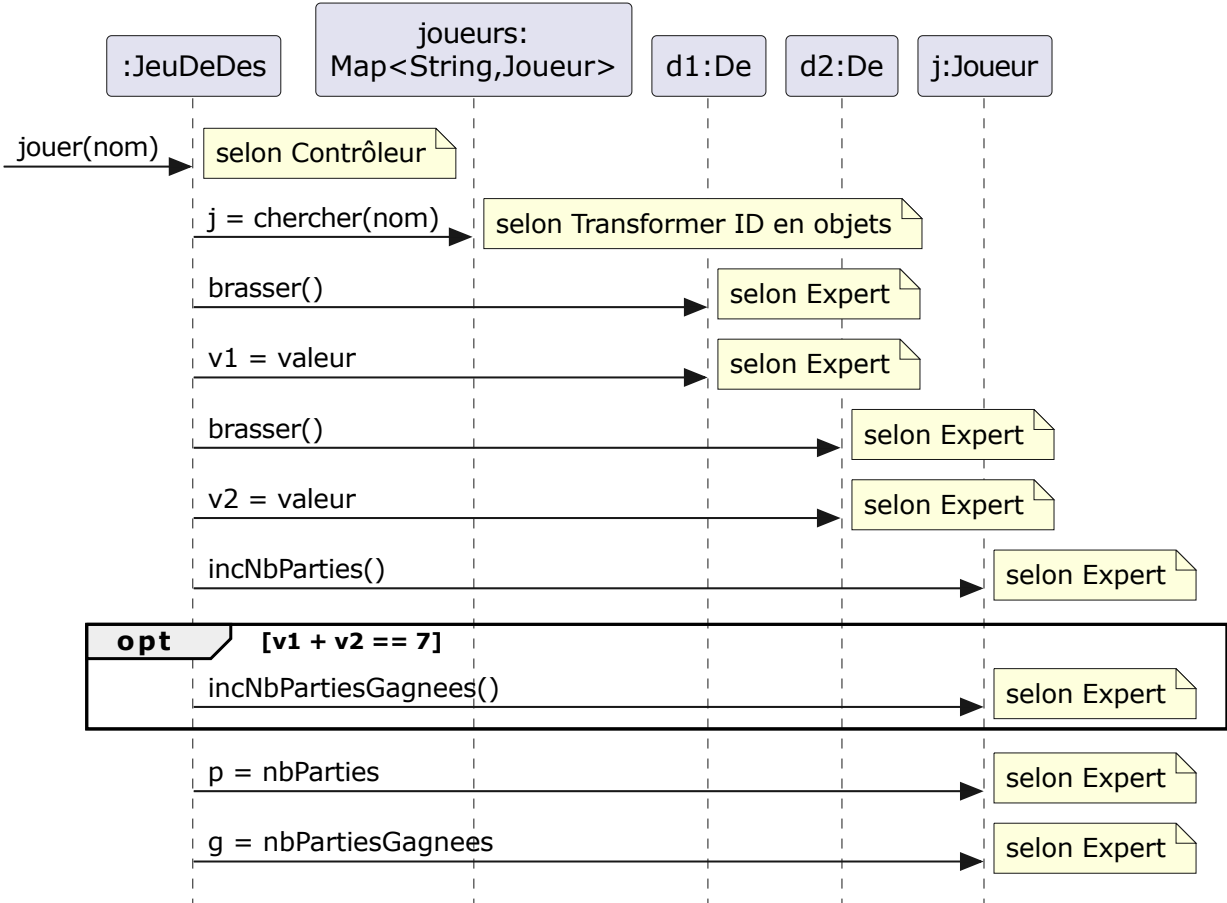 :JeuDeDes
joueurs:
Map<String,Joueur>
d1:De
d2:De
j:Joueur
jouer(nom)
selon Contrôleur
j = chercher(nom)
selon Transformer ID en objets
brasser()
selon Expert
v1 = valeur
selon Expert
brasser()
selon Expert
v2 = valeur
selon Expert
incNbParties()
selon Expert
opt
[v1 + v2 == 7]
incNbPartiesGagnees()
selon Expert
p = nbParties
selon Expert
g = nbPartiesGagnees
selon Expert